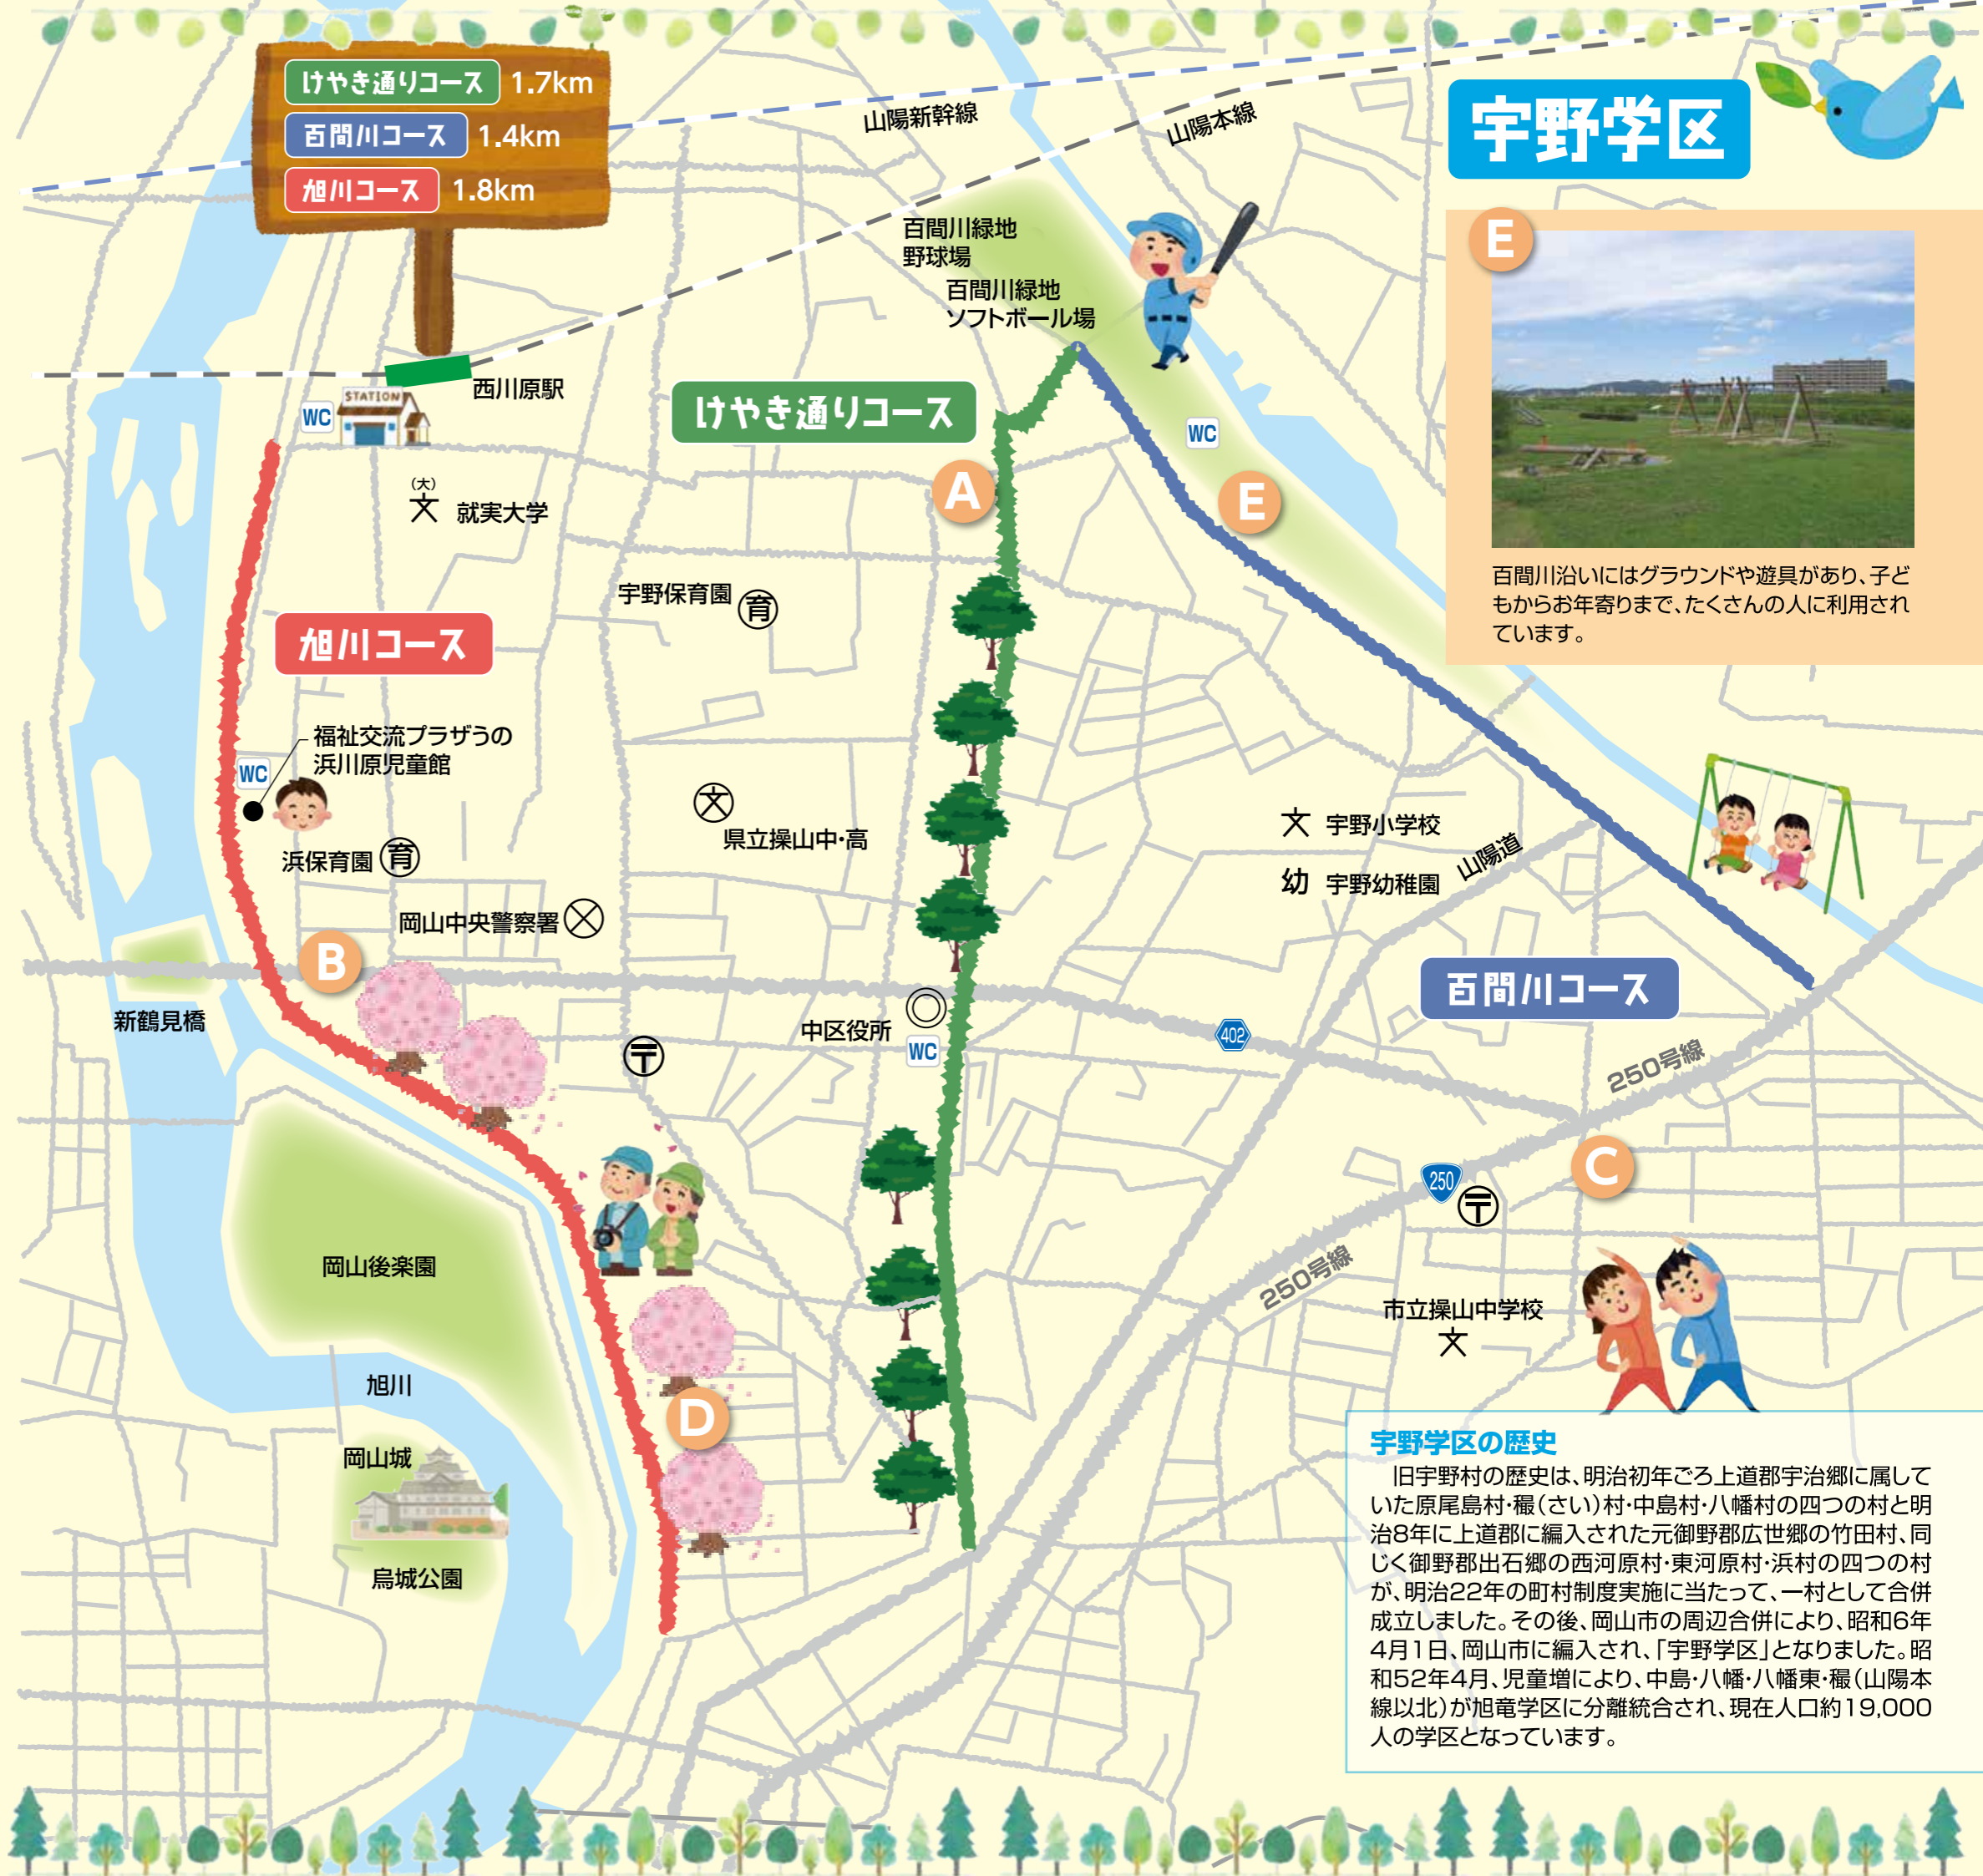 けやき通りコース 1.7km
百間川コース 1.4km
旭川コース 1.8km
山陽新幹線
山陽本線
宇野学区
E
百間川沿いにはグラウンドや遊具があり、子ど
もからお年寄りまで、たくさんの人に利用され
ています。
百間川緑地
野球場
百間川緑地
ソフトボール場
西川原駅
WC
STATION
けやき通りコース
WC
A
E
(大)
文 就実大学
宇野保育園 育
旭川コース
福祉交流プラザうの
浜川原児童館
WC
文
県立操山中・高
浜保育園 育
文 宇野小学校
幼 宇野幼稚園
山陽道
岡山中央警察署
B
新鶴見橋
百間川コース
中区役所
WC
〒
402
250号線
C
250
〒
250号線
岡山後楽園
市立操山中学校
文
旭川
D
岡山城
烏城公園
宇野学区の歴史
旧宇野村の歴史は、明治初年ごろ上道郡宇治郷に属して
いた原尾島村・穝(さい)村・中島村・八幡村の四つの村と明
治8年に上道郡に編入された元御野郡広世郷の竹田村、同
じく御野郡出石郷の西河原村・東河原村・浜村の四つの村
が、明治22年の町村制度実施に当たって、一村として合併
成立しました。その後、岡山市の周辺合併により、昭和6年
4月1日、岡山市に編入され、「宇野学区」となりました。昭
和52年4月、児童増により、中島・八幡・八幡東・穝(山陽本
線以北)が旭竜学区に分離統合され、現在人口約19,000
人の学区となっています。